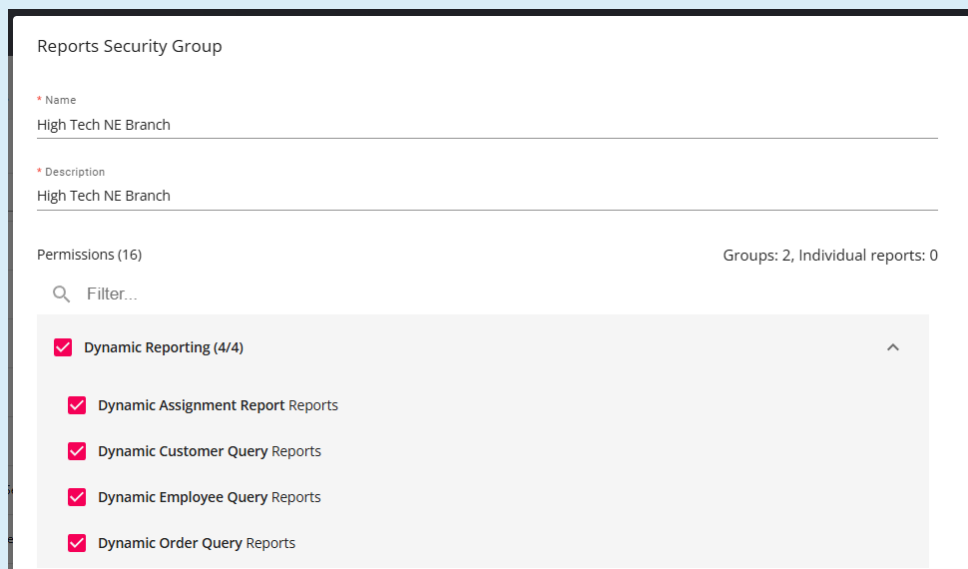 Reports Security Group
* Name
High Tech NE Branch
* Description
High Tech NE Branch
Permissions (16)
Groups: 2, Individual reports: 0
Filter...
Dynamic Reporting (4/4)
Dynamic Assignment Report Reports
Dynamic Customer Query Reports
Dynamic Employee Query Reports
Dynamic Order Query Reports